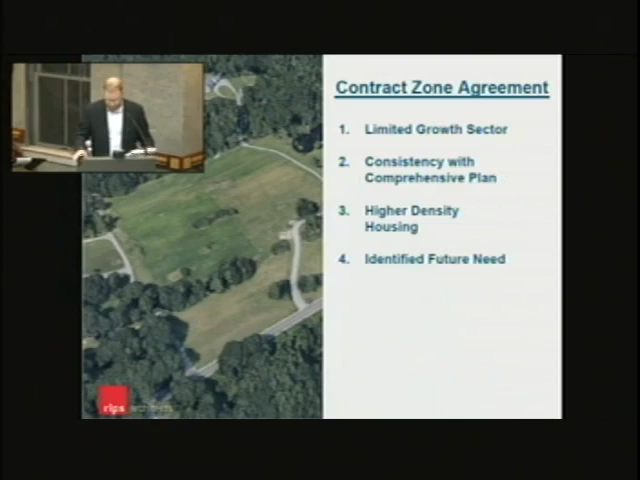 Contract Zone Agreement
1. Limited Growth Sector
2. Consistency with
Comprehensive Plan
3. Higher Density
Housing
4. Identified Future Need
rlps